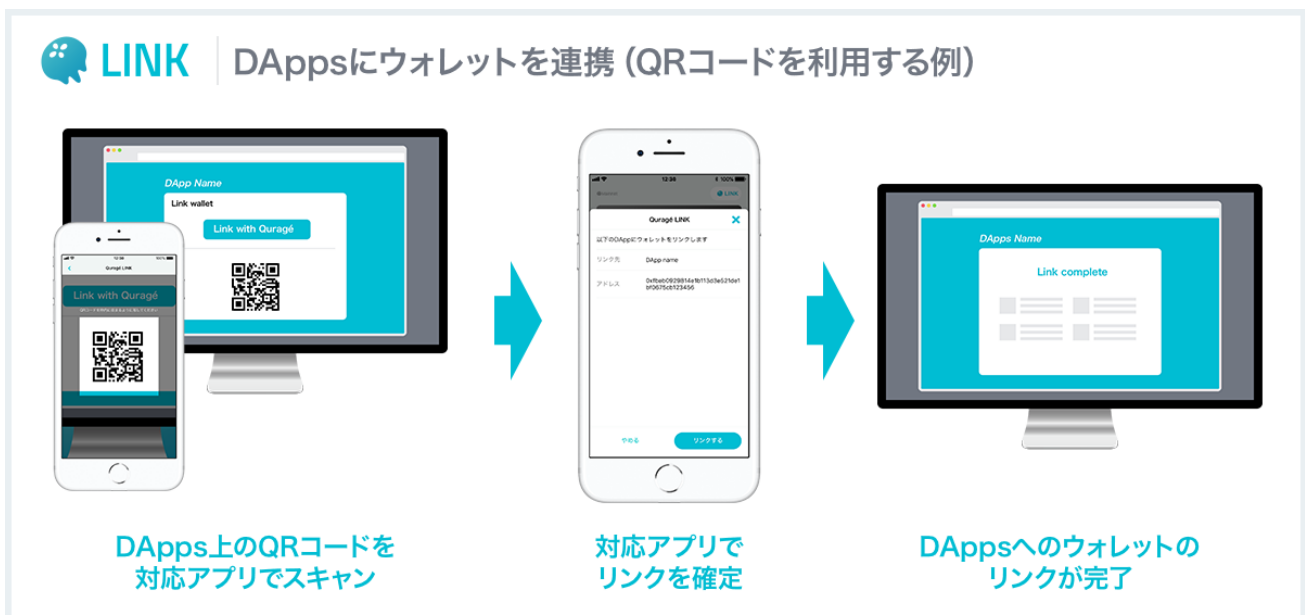 LINK
DAppsにウォレットを連携（QRコードを利用する例）
DApp Name
Link wallet
Link with Quragé
12:38
100%
Quragé LINK
Link with Quragé
12:38
100%
LINK
Quragé LINK
以下のDAppにウォレットをリンクします
リンク先
DApp name
アドレス
やめる
リンクする
DApps Name
Link complete
DApps上のQRコードを
対応アプリでスキャン
対応アプリで
リンクを確定
DAppsへのウォレットの
リンクが完了